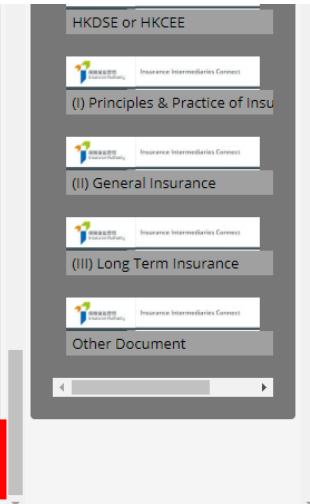 HKDSE or HKCEE
Insurance Intermediaries Connect
(I) Principles & Practice of Insu
Insurance Intermediaries Connect
(II) General Insurance
Insurance Intermediaries Connect
(III) Long Term Insurance
Insurance Intermediaries Connect
Other Document